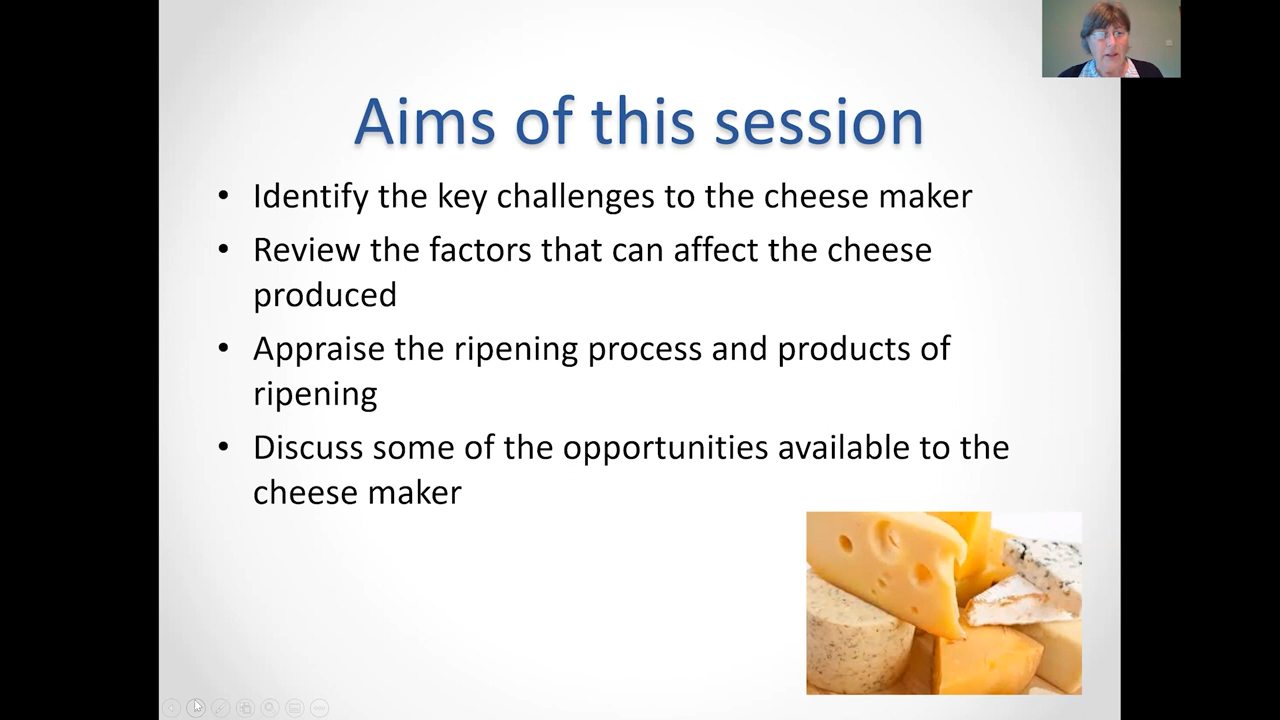 Aims of this session
• Identify the key challenges to the cheese maker
• Review the factors that can affect the cheese
produced
• Appraise the ripening process and products of
ripening
• Discuss some of the opportunities available to the
cheese maker